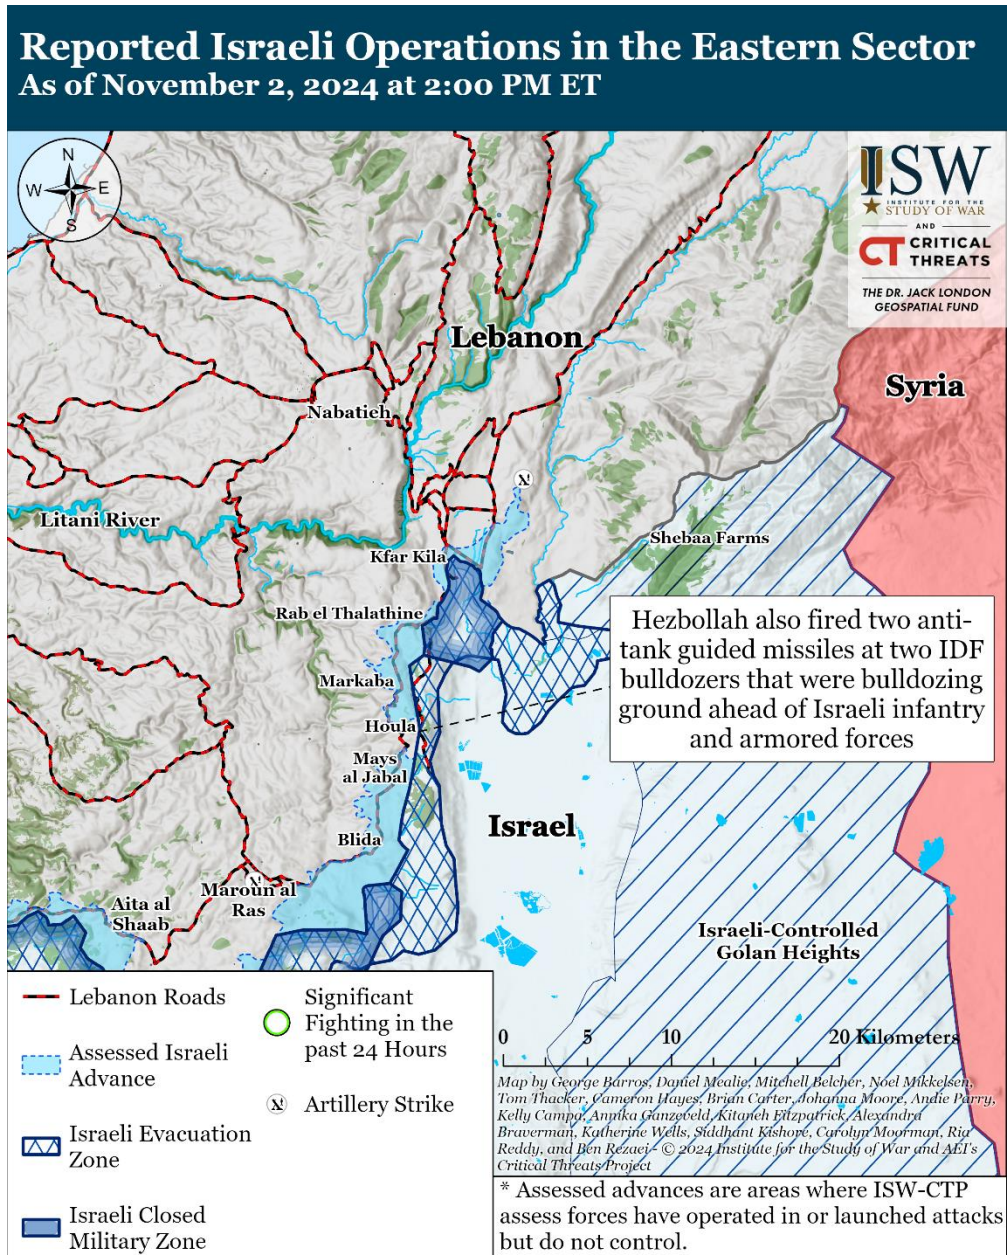 Reported Israeli Operations in the Eastern Sector
As of November 2, 2024 at 2:00 PM ET
N
W
E
S
ISW
INSTITUTE FOR THE
STUDY OF WAR
AND
CT CRITICAL
THREATS
THE DR. JACK LONDON
GEOSPATIAL FUND
Lebanon
Syria
Nabatieh
Litani River
Kfar Kila
Shebaa Farms
Rab el Thalathine
Hezbollah also fired two anti-
tank guided missiles at two IDF
bulldozers that were bulldozing
ground ahead of Israeli infantry
and armored forces
Markaba
Houla
Mays
al Jabal
Israel
Blida
Maroun al
Ras
Aita al
Shaab
Israeli-Controlled
Golan Heights
Lebanon Roads
Assessed Israeli
Advance
Israeli Evacuation
Zone
Israeli Closed
Military Zone
Significant
Fighting in the
past 24 Hours
Artillery Strike
0 5 10 20 Kilometers
Map by George Barros, Daniel Mealie, Mitchell Belcher, Noel Mikkelsen,
Tom Thacker, Cameron Hayes, Brian Carter, Johanna Moore, Andie Parry,
Kelly Campa, Annika Ganzeveld, Kitaneh Fitzpatrick, Alexandra
Braverman, Katherine Wells, Siddhant Kishore, Carolyn Moorman, Ria
Reddy, and Ben Rezaei - © 2024 Institute for the Study of War and AEI's
Critical Threats Project
* Assessed advances are areas where ISW-CTP
assess forces have operated in or launched attacks
but do not control.